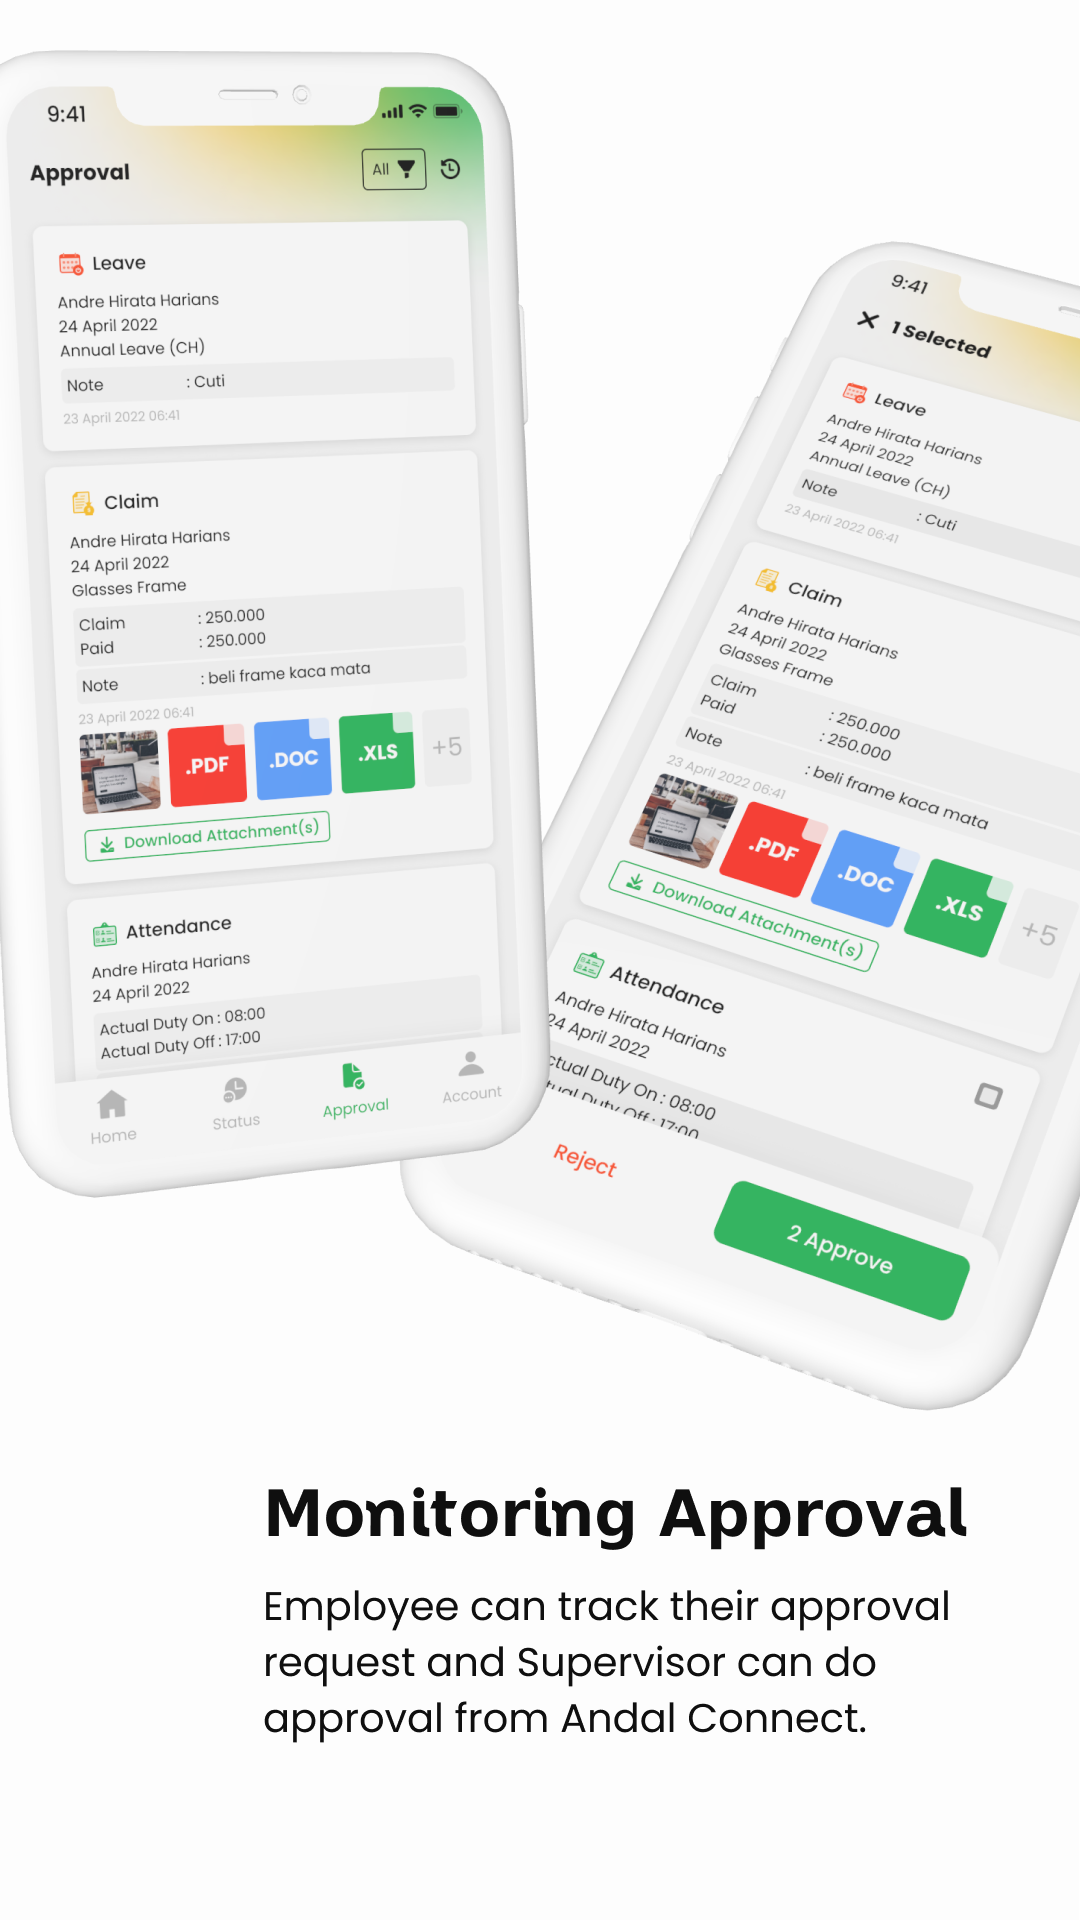 9:41
Approval
All
Leave
Andre Hirata Harians
24 April 2022
Annual Leave (CH)
Note : Cuti
23 April 2022 06:41
Claim
Andre Hirata Harians
24 April 2022
Glasses Frame
Claim : 250.000
Paid : 250.000
Note : beli frame kaca mata
23 April 2022 06:41
.PDF .DOC .XLS +5
Download Attachment(s)
Attendance
Andre Hirata Harians
24 April 2022
Actual Duty On : 08:00
Actual Duty Off : 17:00
Home Status Approval Account
9:41
1 Selected
Leave
Andre Hirata Harians
24 April 2022
Annual Leave (CH)
Note : Cuti
23 April 2022 06:41
Claim
Andre Hirata Harians
24 April 2022
Glasses Frame
Claim : 250.000
Paid : 250.000
Note : beli frame kaca mata
23 April 2022 06:41
.PDF .DOC .XLS +5
Download Attachment(s)
Attendance
Andre Hirata Harians
24 April 2022
ctual Duty On : 08:00
tual Duty Off : 17:00
Reject
2 Approve
Monitoring Approval
Employee can track their approval
request and Supervisor can do
approval from Andal Connect.